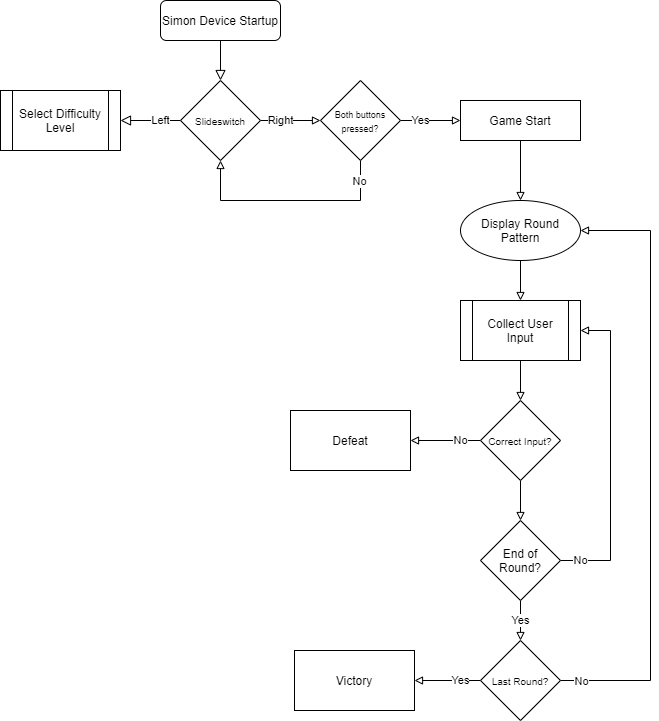 Simon Device Startup
Select Difficulty
Level
Left
Slideswitch
Right
Both buttons
pressed?
Yes
Game Start
No
Display Round
Pattern
Collect User
Input
Defeat
No
Correct Input?
End of
Round?
No
Yes
Victory
Yes
Last Round?
No